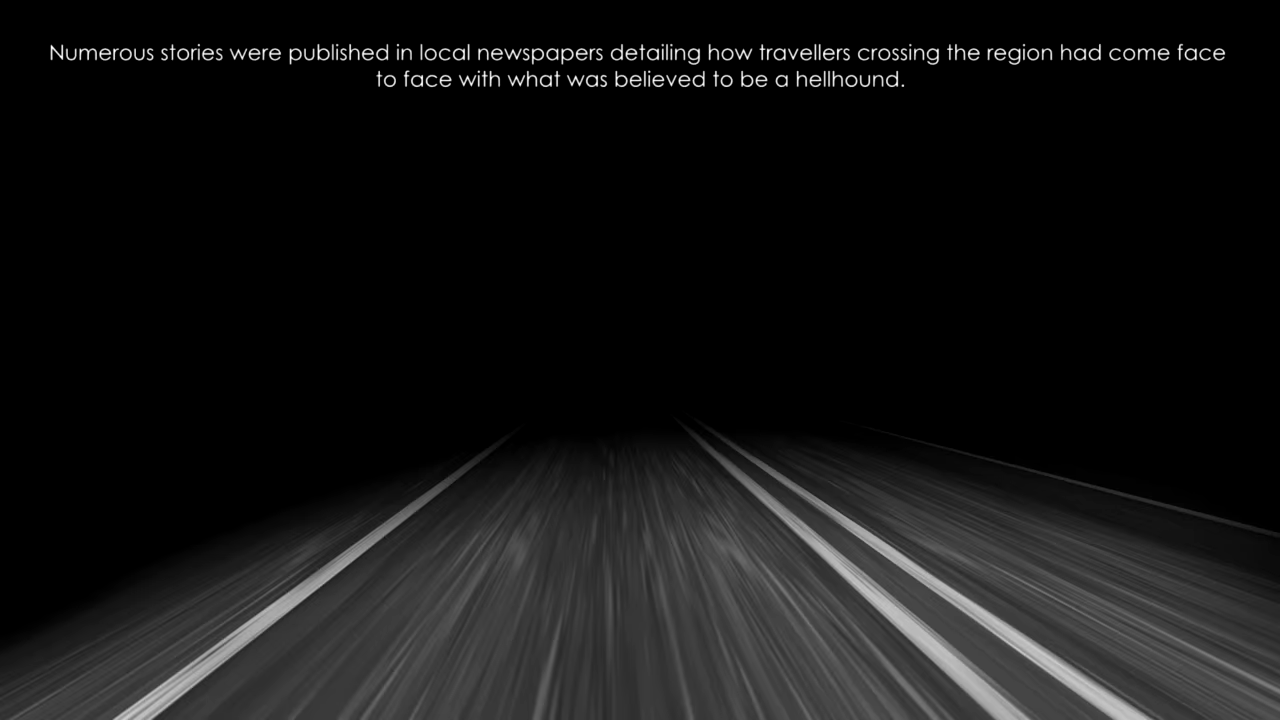 Numerous stories were published in local newspapers detailing how travellers crossing the region had come face
to face with what was believed to be a hellhound.